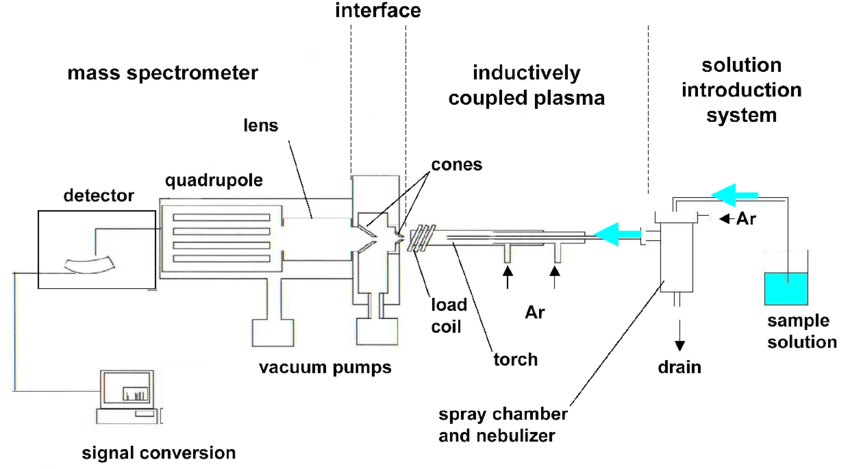 interface
mass spectrometer
inductively
coupled plasma
solution
introduction
system
lens
cones
quadrupole
detector
Ar
load
coil
Ar
sample
solution
torch
vacuum pumps
drain
spray chamber
and nebulizer
signal conversion